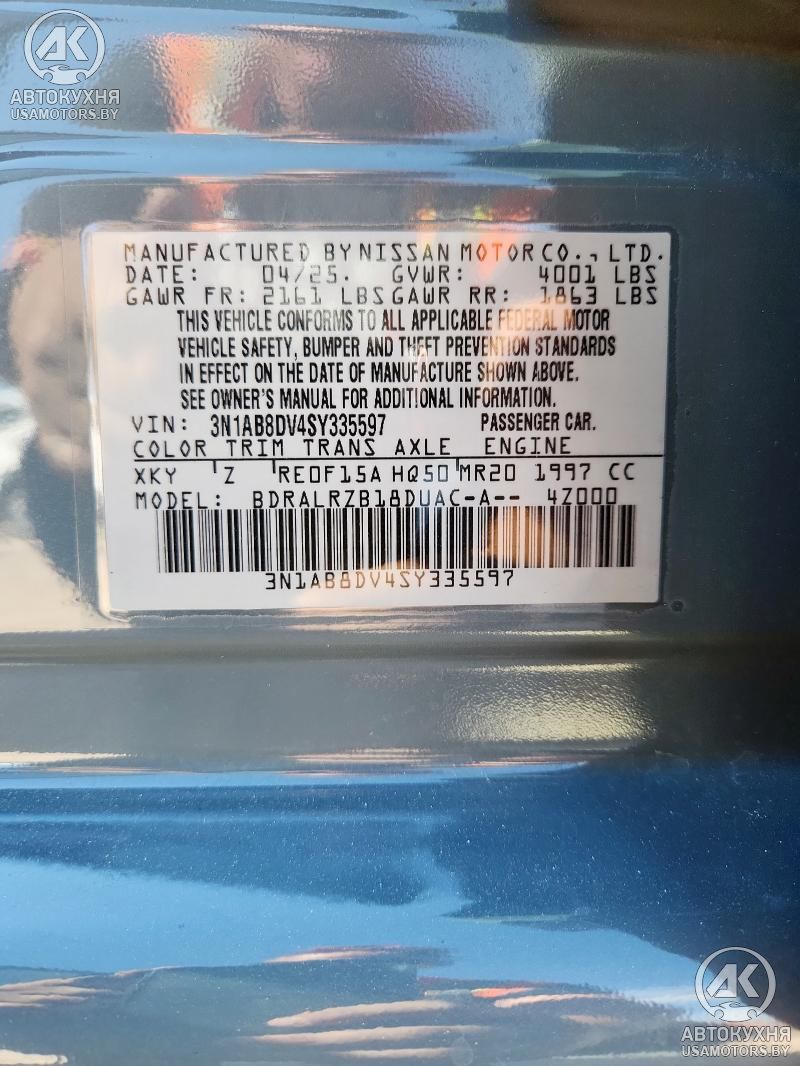 АК
АВТОКУХНЯ
USAMOTORS.BY
MANUFACTURED BY NISSAN MOTOR CO., LTD.
DATE: 04/25. GVWR: 4001 LBS
GAWR FR: 2161 LBS GAWR RR: 1863 LBS
THIS VEHICLE CONFORMS TO ALL APPLICABLE FEDERAL MOTOR
VEHICLE SAFETY, BUMPER AND THEFT PREVENTION STANDARDS
IN EFFECT ON THE DATE OF MANUFACTURE SHOWN ABOVE.
SEE OWNER'S MANUAL FOR ADDITIONAL INFORMATION.
VIN: 3N1AB8DV4SY335597 PASSENGER CAR.
COLOR TRIM TRANS AXLE ENGINE
XKY Z RE0F15A HQ50 MR20 1997 CC
MODEL: BDRALRZB18DUAC-A-- 4Z000
3N1AB8DV4SY335597
АК
АВТОКУХНЯ
USAMOTORS.BY